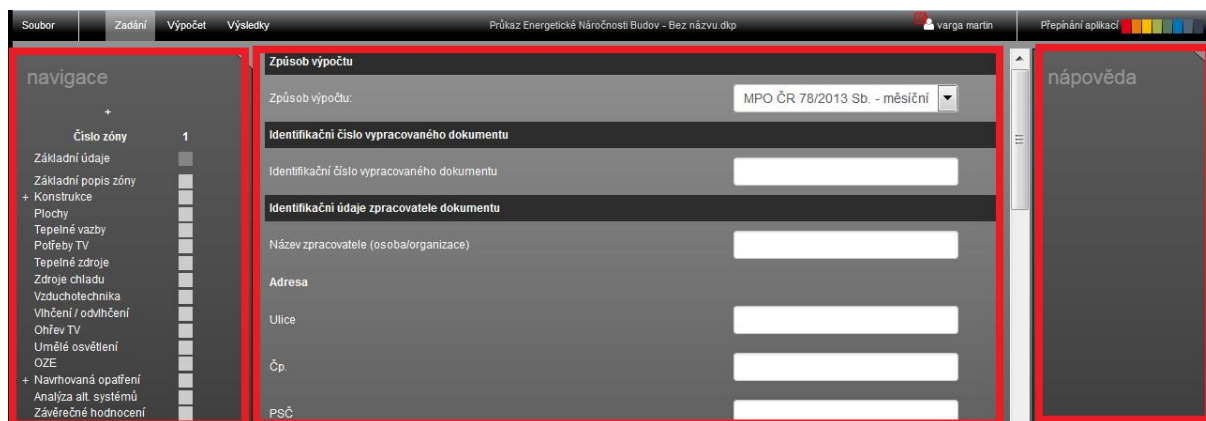 Soubor Zadání Výpočet Výsledky Průkaz Energetické Náročnosti Budov - Bez názvu.dkp varga martin Přepínání aplikací
navigace
+
Číslo zóny 1
Základní údaje
Základní popis zóny
+ Konstrukce
Plochy
Tepelné vazby
Potřeby TV
Tepelné zdroje
Zdroje chladu
Vzduchotechnika
Vlhčení / odvlhčení
Ohřev TV
Umělé osvětlení
OZE
+ Navrhovaná opatření
Analýza alt. systémů
Závěrečné hodnocení
Způsob výpočtu
Způsob výpočtu: MPO ČR 78/2013 Sb. - měsíční
Identifikační číslo vypracovaného dokumentu
Identifikační číslo vypracovaného dokumentu
Identifikační údaje zpracovatele dokumentu
Název zpracovatele (osoba/organizace)
Adresa
Ulice
Čp.
PSČ
nápověda